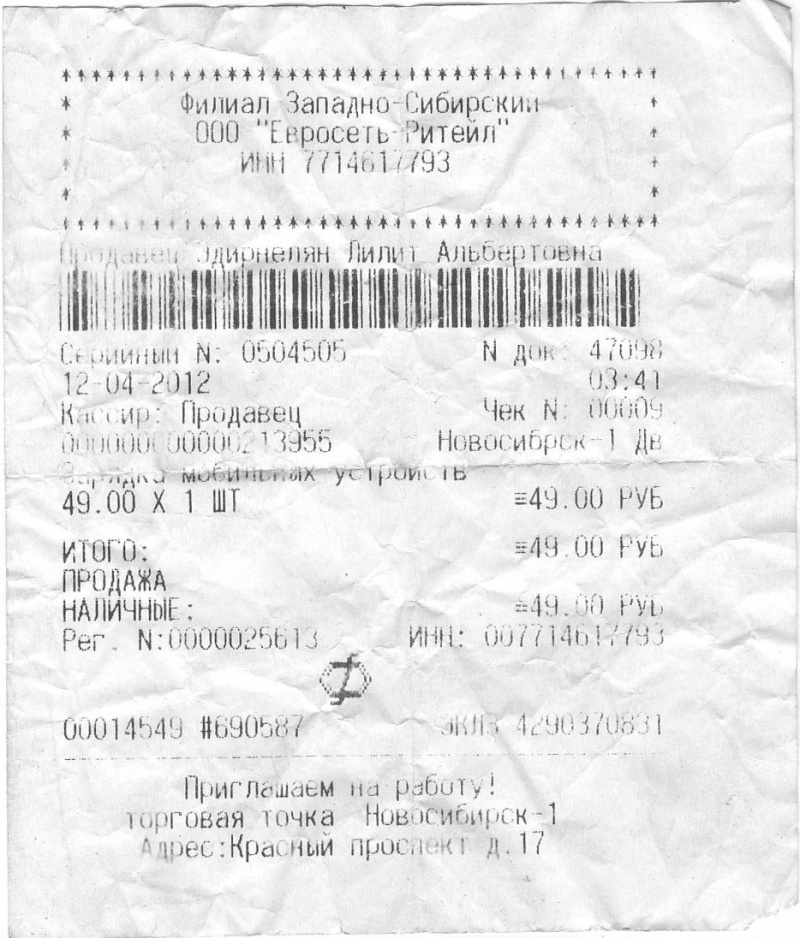 Филиал Западно-Сибирский
ООО "Евросеть-Ритейл"
ИНН 7714617793
Продавец Лилит Альбертовна
Серийный N: 0504505 N док: 47098
12-04-2012 03:41
Кассир: Продавец Чек N: 00009
000000000000213955 Новосибрск-1 Дв
Зарядка мобильных устройств
49.00 X 1 ШТ ≡49.00 РУБ
ИТОГО: ≡49.00 РУБ
ПРОДАЖА
НАЛИЧНЫЕ: ≡49.00 РУБ
Рег. N:0000025613 ИНН: 007714617793
00014549 #690587 ЭКЛЗ 4290370831
Приглашаем на работу!
торговая точка Новосибирск-1
Адрес:Красный проспект д.17